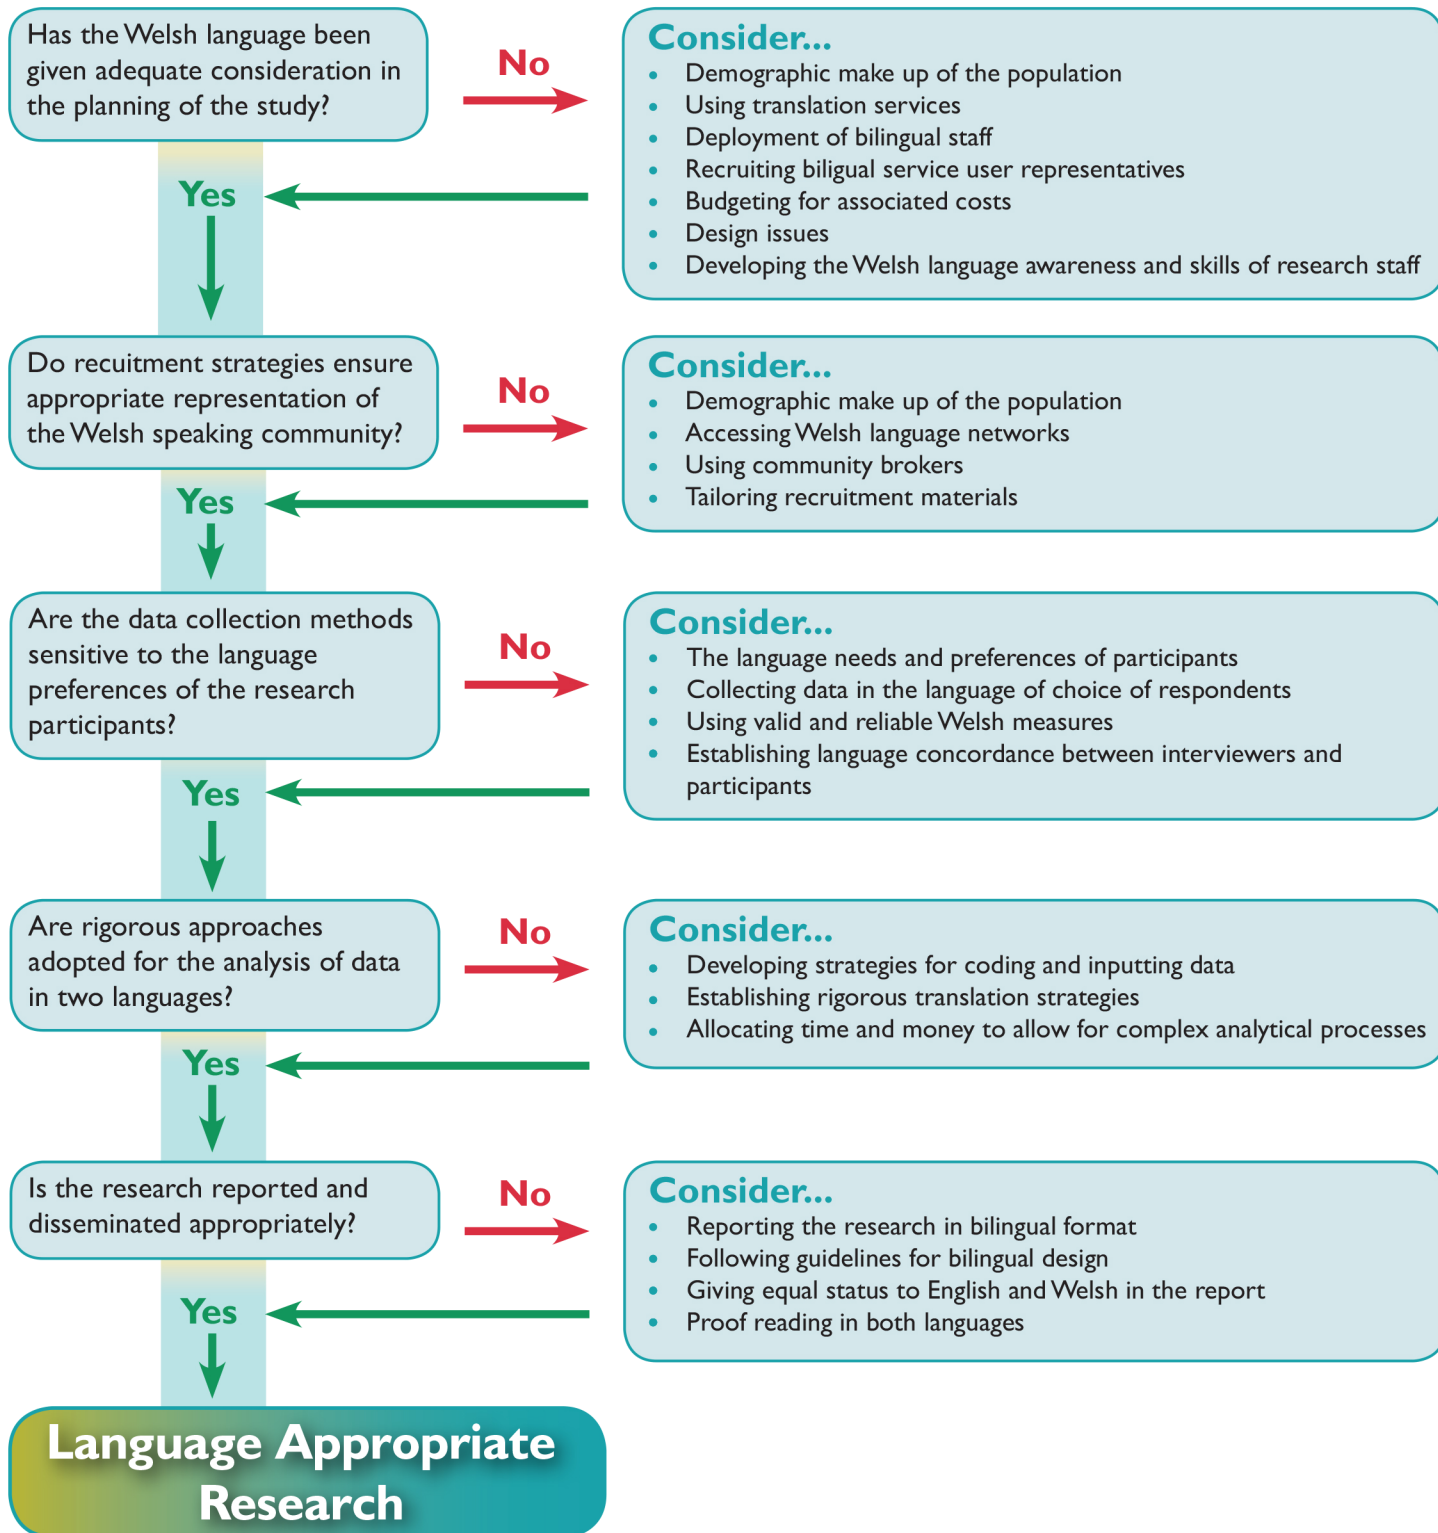 Has the Welsh language been
given adequate consideration in
the planning of the study?
No
Consider...
• Demographic make up of the population
• Using translation services
• Deployment of bilingual staff
• Recruiting biligual service user representatives
• Budgeting for associated costs
• Design issues
• Developing the Welsh language awareness and skills of research staff
Yes
Do recuitment strategies ensure
appropriate representation of
the Welsh speaking community?
No
Consider...
• Demographic make up of the population
• Accessing Welsh language networks
• Using community brokers
• Tailoring recruitment materials
Yes
Are the data collection methods
sensitive to the language
preferences of the research
participants?
No
Consider...
• The language needs and preferences of participants
• Collecting data in the language of choice of respondents
• Using valid and reliable Welsh measures
• Establishing language concordance between interviewers and
participants
Yes
Are rigorous approaches
adopted for the analysis of data
in two languages?
No
Consider...
• Developing strategies for coding and inputting data
• Establishing rigorous translation strategies
• Allocating time and money to allow for complex analytical processes
Yes
Is the research reported and
disseminated appropriately?
No
Consider...
• Reporting the research in bilingual format
• Following guidelines for bilingual design
• Giving equal status to English and Welsh in the report
• Proof reading in both languages
Yes
Language Appropriate
Research